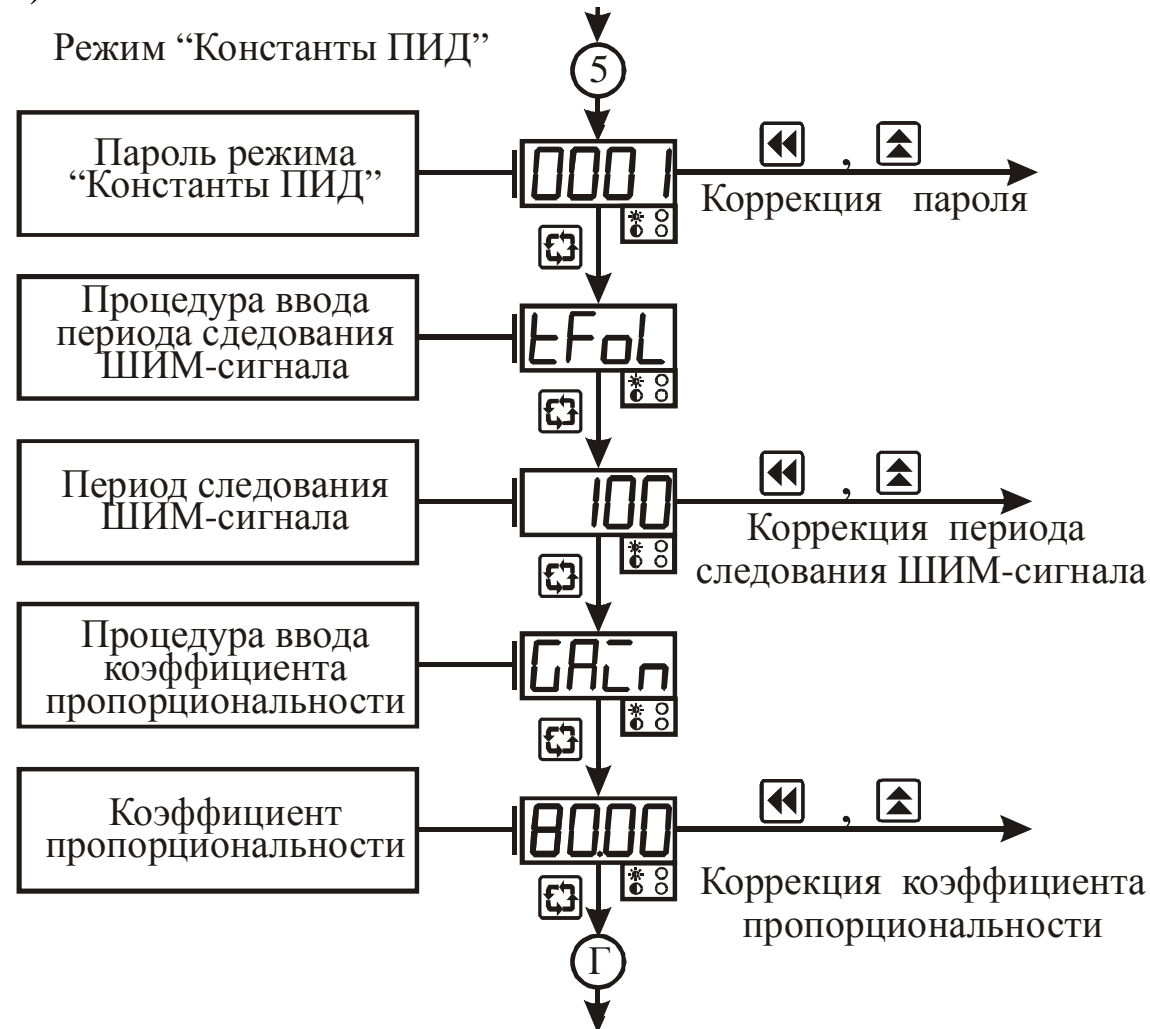 )
Режим “Константы ПИД”
5
Пароль режима
“Константы ПИД”
0001
,
Коррекция пароля
Процедура ввода
периода сдедования
ШИМ-сигнала
tFoL
Период следования
ШИМ-сигнала
100
,
Коррекция периода
следования ШИМ-сигнала
Процедура ввода
коэффициента
пропорциональности
GAin
Коэффициент
пропорциональности
80.00
,
Коррекция коэффициента
пропорциональности
Г